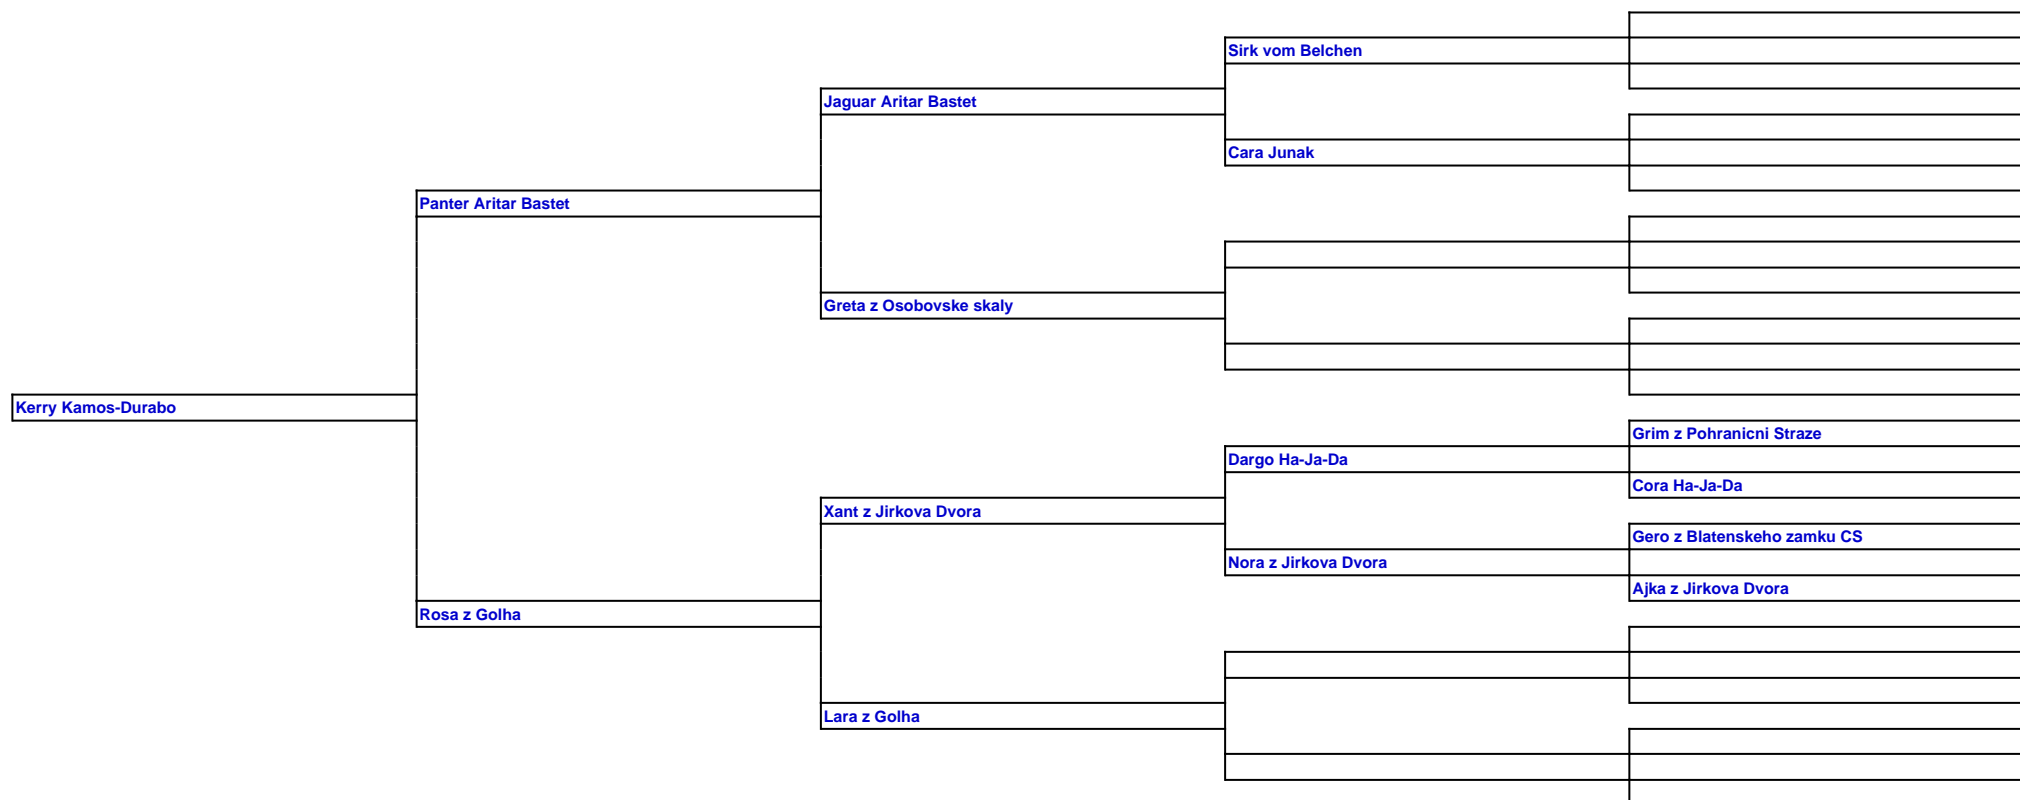 Sirk vom Belchen
Jaguar Aritar Bastet
Cara Junak
Panter Aritar Bastet
Greta z Osobovske skaly
Kerry Kamos-Durabo
Grim z Pohranicni Straze
Dargo Ha-Ja-Da
Cora Ha-Ja-Da
Xant z Jirkova Dvora
Gero z Blatenskeho zamku CS
Nora z Jirkova Dvora
Ajka z Jirkova Dvora
Rosa z Golha
Lara z Golha